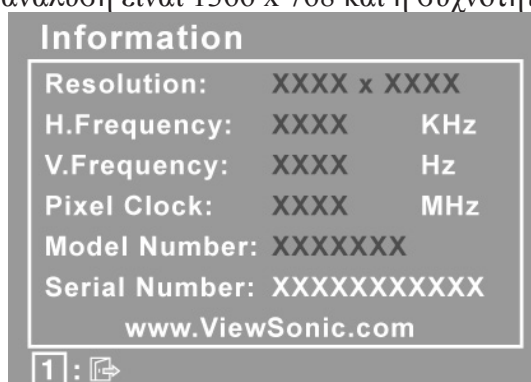 Information
Resolution: XXXX x XXXX
H.Frequency: XXXX KHz
V.Frequency: XXXX Hz
Pixel Clock: XXXX MHz
Model Number: XXXXXXX
Serial Number: XXXXXXXXXXX
www.ViewSonic.com
1 :